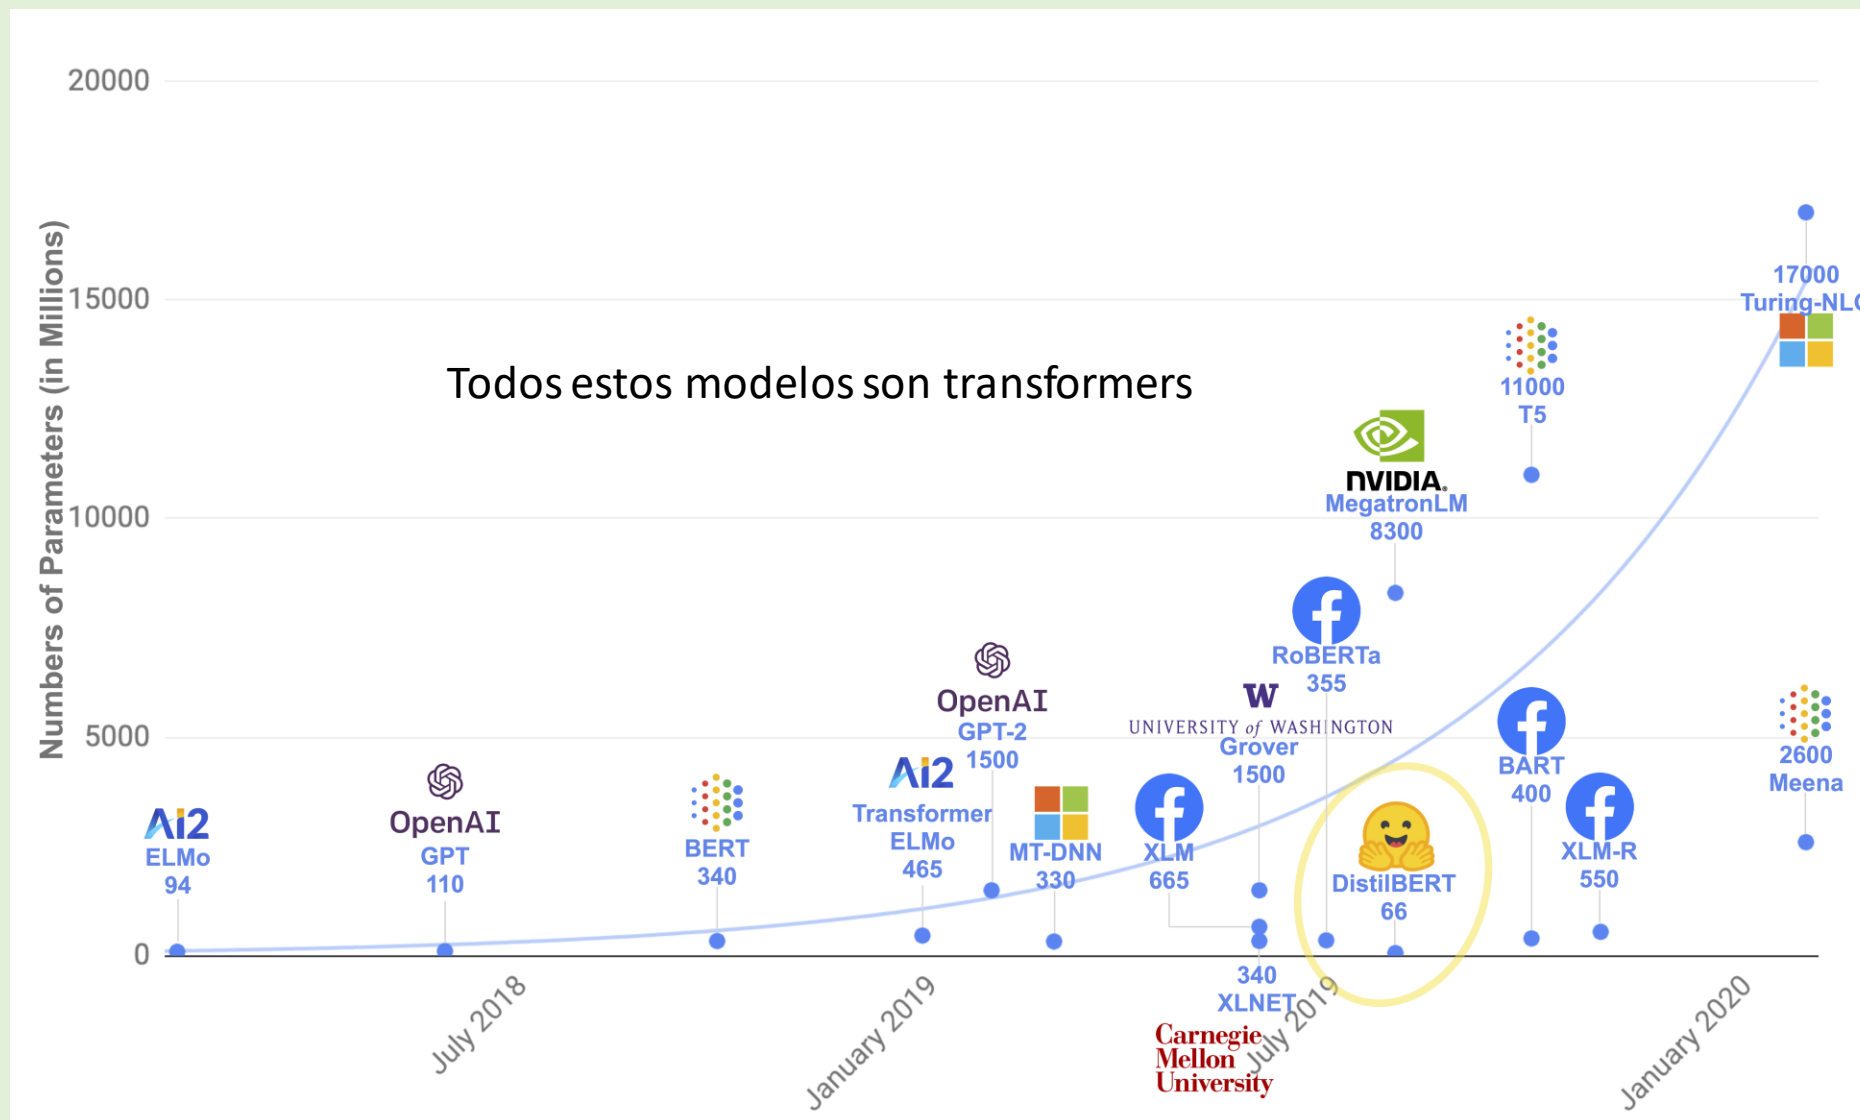 20000
15000
10000
5000
0
Numbers of Parameters (in Millions)
Todos estos modelos son transformers
Ai2
ELMo
94
OpenAI
GPT
110
BERT
340
Ai2
Transformer
ELMo
465
OpenAI
GPT-2
1500
MT-DNN
330
XLM
665
W
UNIVERSITY of WASHINGTON
Grover
1500
340
XLNET
Carnegie
Mellon
University
RoBERTa
355
NVIDIA.
MegatronLM
8300
DistilBERT
66
11000
T5
BART
400
XLM-R
550
17000
Turing-NLG
2600
Meena
July 2018
January 2019
July 2019
January 2020